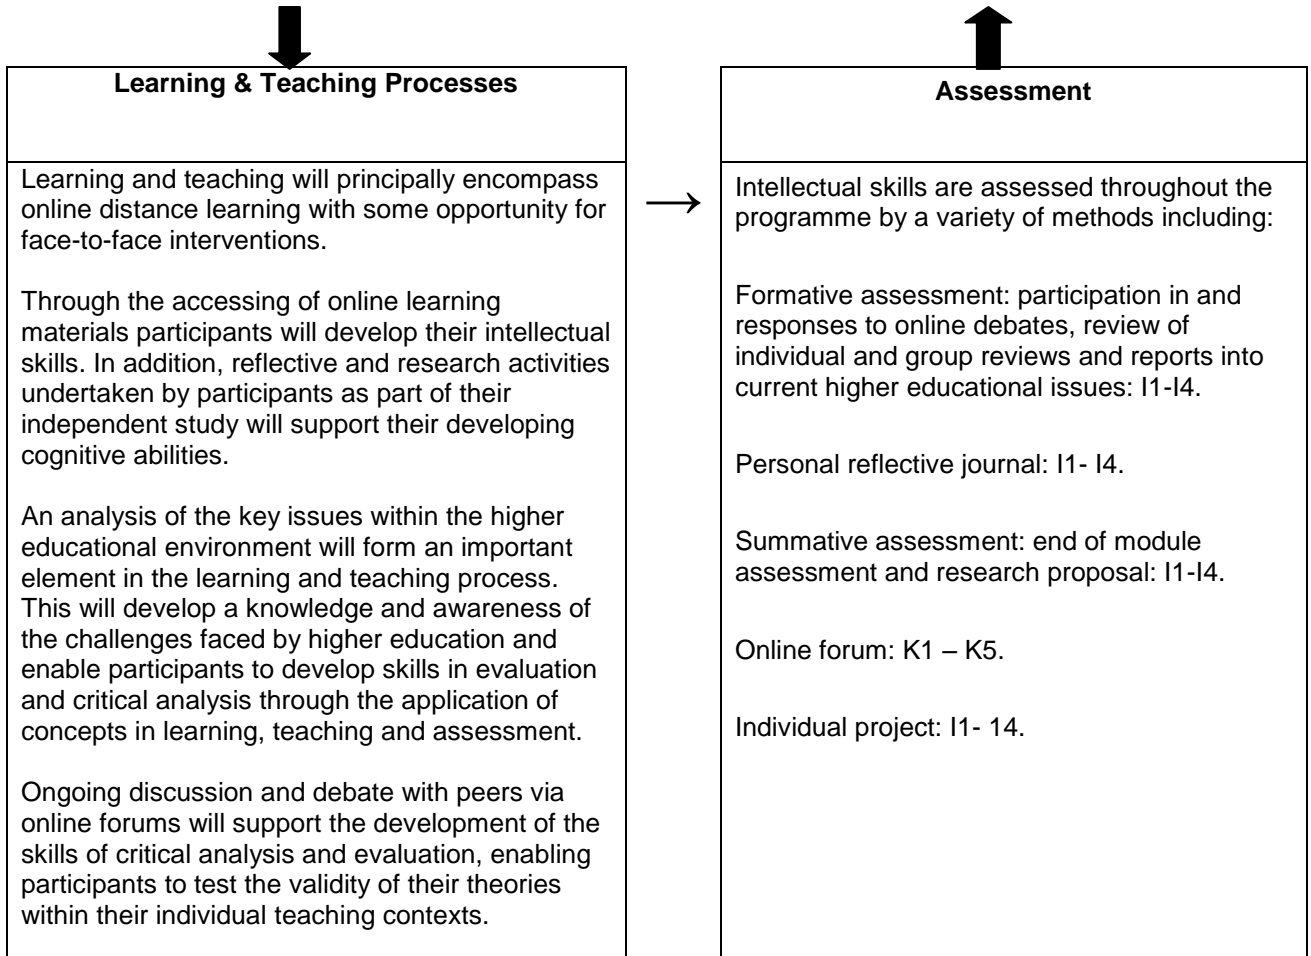 Learning & Teaching Processes
Learning and teaching will principally encompass
online distance learning with some opportunity for
face-to-face interventions.
Through the accessing of online learning
materials participants will develop their intellectual
skills. In addition, reflective and research activities
undertaken by participants as part of their
independent study will support their developing
cognitive abilities.
An analysis of the key issues within the higher
educational environment will form an important
element in the learning and teaching process.
This will develop a knowledge and awareness of
the challenges faced by higher education and
enable participants to develop skills in evaluation
and critical analysis through the application of
concepts in learning, teaching and assessment.
Ongoing discussion and debate with peers via
online forums will support the development of the
skills of critical analysis and evaluation, enabling
participants to test the validity of their theories
within their individual teaching contexts.
Assessment
Intellectual skills are assessed throughout the
programme by a variety of methods including:
Formative assessment: participation in and
responses to online debates, review of
individual and group reviews and reports into
current higher educational issues: I1-I4.
Personal reflective journal: I1- I4.
Summative assessment: end of module
assessment and research proposal: I1-I4.
Online forum: K1 – K5.
Individual project: I1- 14.